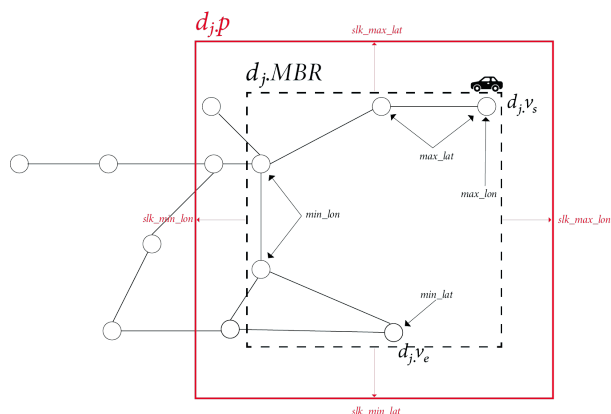 d_j.p
slk_max_lat
d_j.MBR
d_j.v_s
max_lat
max_lon
min_lon
slk_min_lon
slk_max_lon
min_lat
d_j.v_e
slk_min_lat